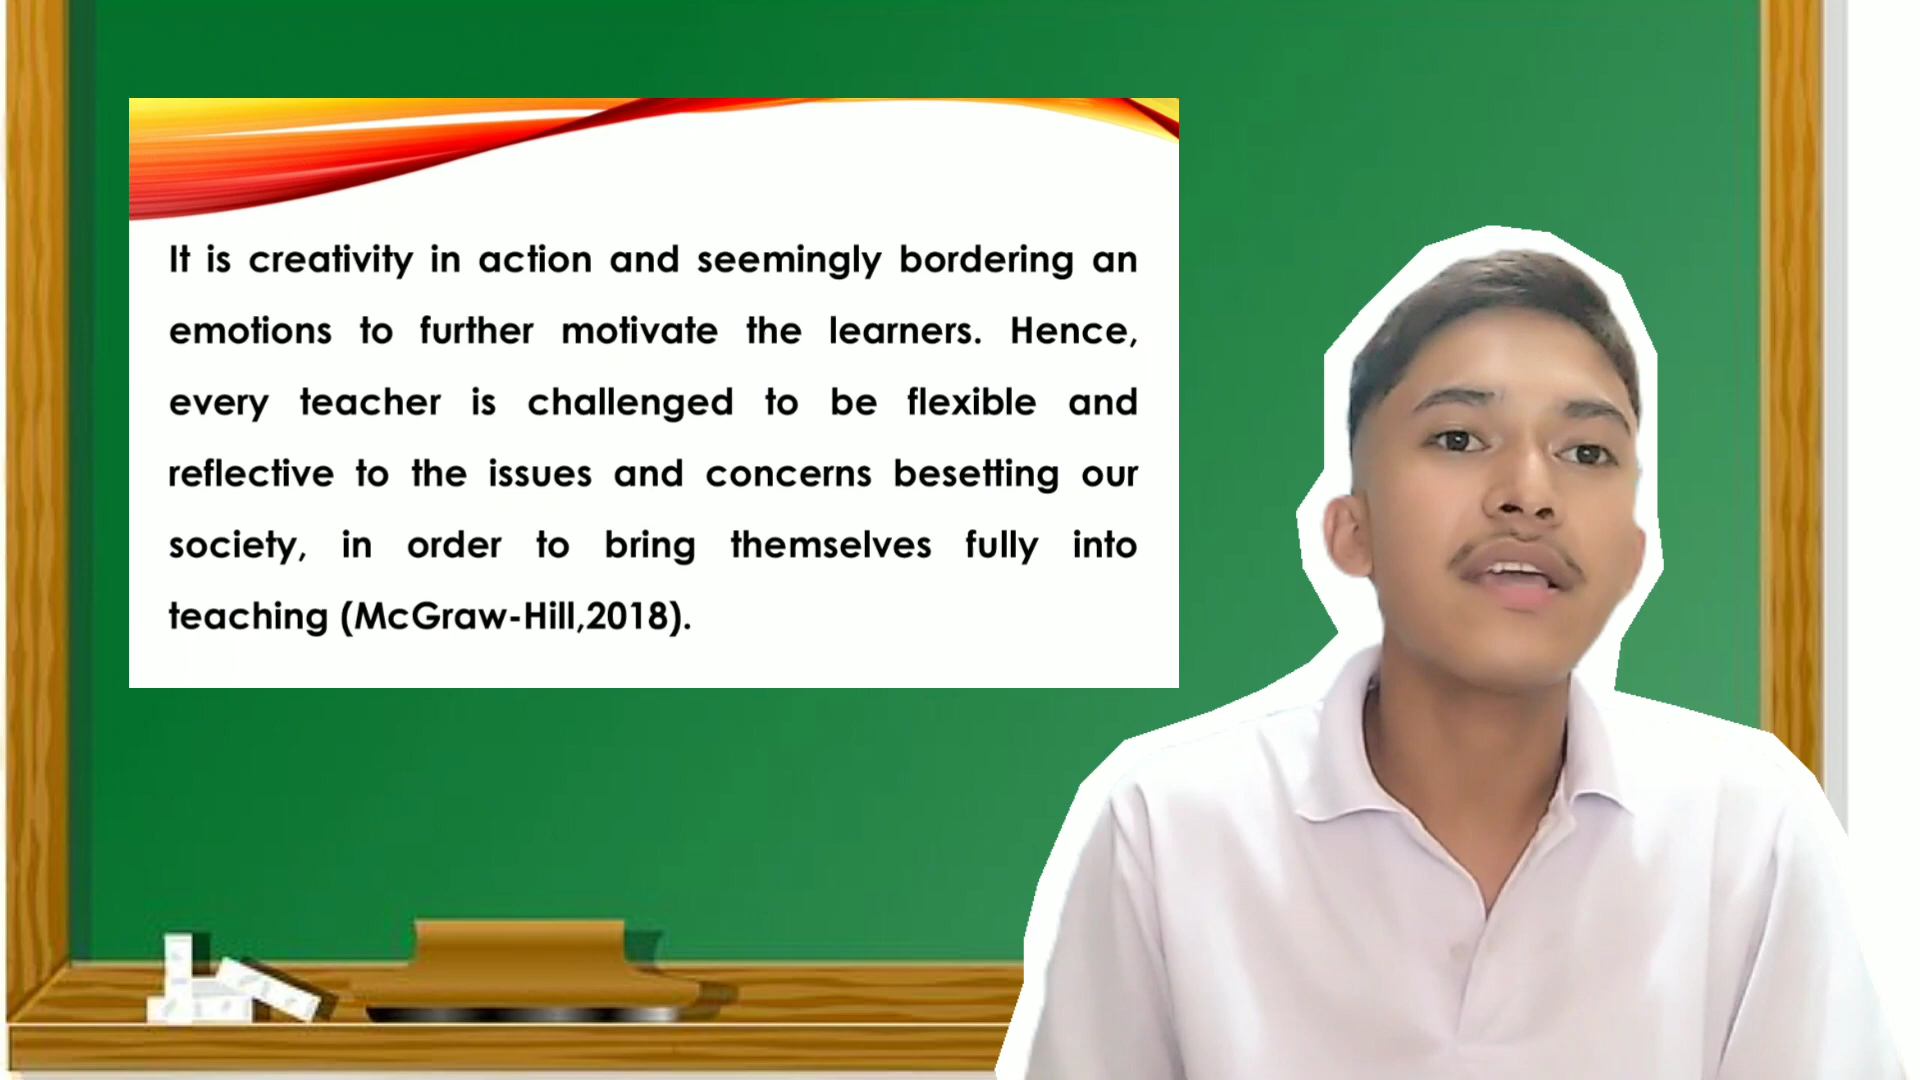 It is creativity in action and seemingly bordering an
emotions to further motivate the learners. Hence,
every teacher is challenged to be flexible and
reflective to the issues and concerns besetting our
society, in order to bring themselves fully into
teaching (McGraw-Hill,2018).